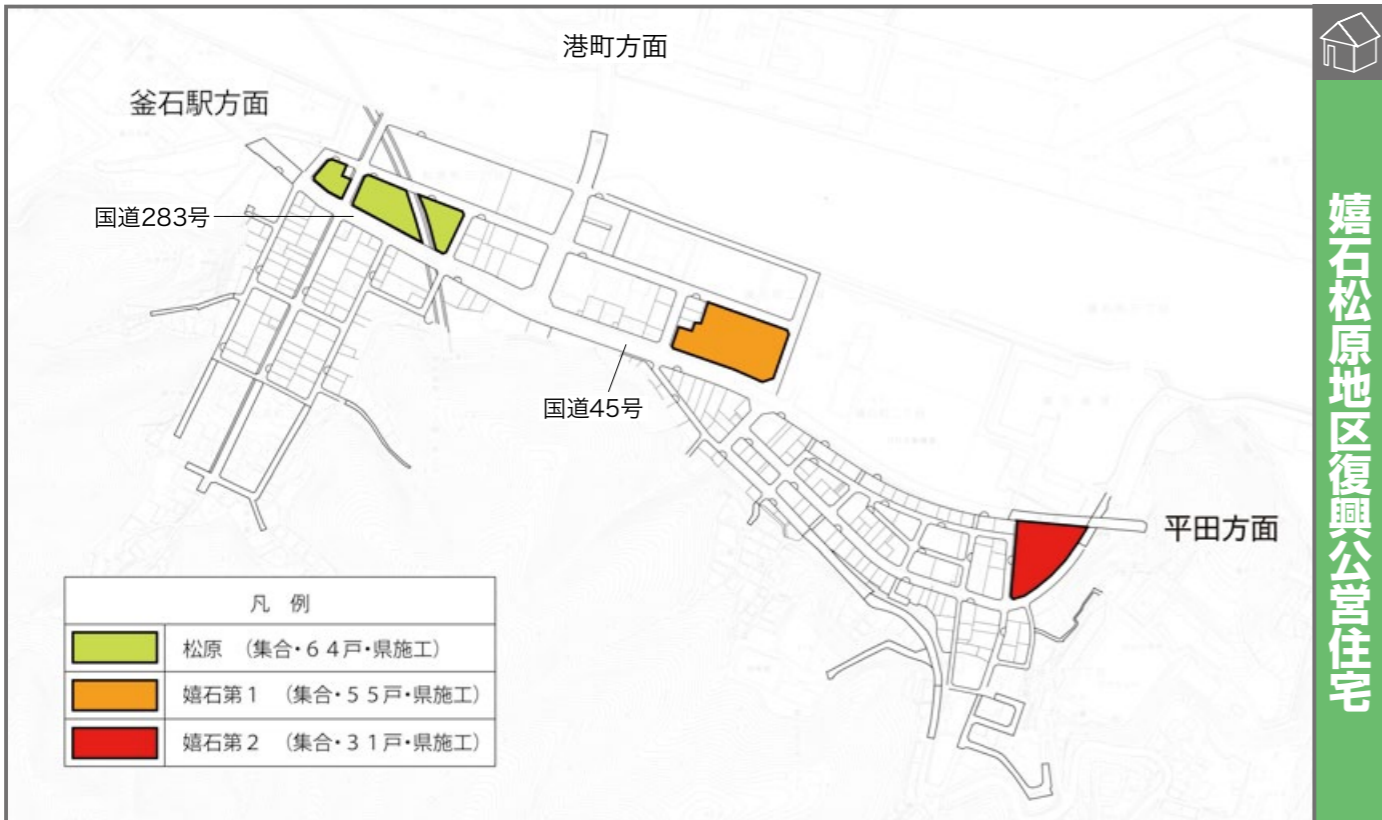 港町方面
釜石駅方面
国道283号
国道45号
平田方面
凡 例
松原 (集合・64戸・県施工)
嬉石第1 (集合・55戸・県施工)
嬉石第2 (集合・31戸・県施工)
嬉石松原地区復興公営住宅